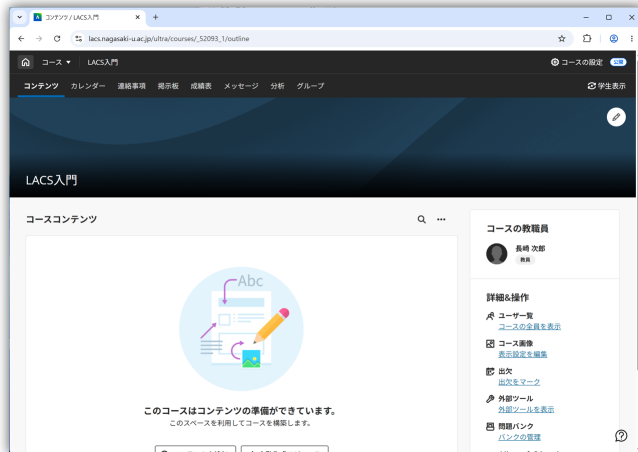 コンテンツ / LACS入門
lacs.nagasaki-u.ac.jp/ultra/courses/_52093_1/outline
コース
LACS入門
コースの設定
公開
コンテンツ
カレンダー
連絡事項
掲示板
成績表
メッセージ
分析
グループ
学生表示
LACS入門
コースコンテンツ
Abc
このコースはコンテンツの準備ができています。
このスペースを利用してコースを構築します。
コースの教職員
長崎 次郎
教員
詳細&操作
ユーザ一覧
コースの全員を表示
コース画像
表示設定を編集
出欠
出欠をマーク
外部ツール
外部ツールを表示
問題バンク
バンクの管理